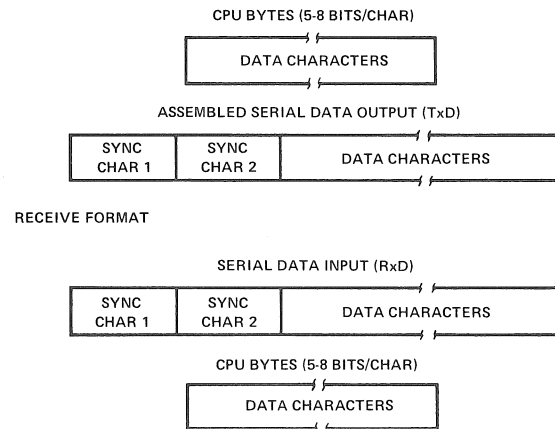 CPU BYTES (5-8 BITS/CHAR)
DATA CHARACTERS
ASSEMBLED SERIAL DATA OUTPUT (TxD)
SYNC CHAR 1
SYNC CHAR 2
DATA CHARACTERS
RECEIVE FORMAT
SERIAL DATA INPUT (RxD)
SYNC CHAR 1
SYNC CHAR 2
DATA CHARACTERS
CPU BYTES (5-8 BITS/CHAR)
DATA CHARACTERS